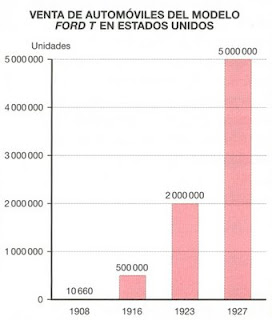 VENTA DE AUTOMÓVILES DEL MODELO
FORD T EN ESTADOS UNIDOS
Unidades
5 000 000
5 000 000
4 000 000
3 000 000
2 000 000
2 000 000
1 000 000
500 000
10 660
0
1908
1916
1923
1927